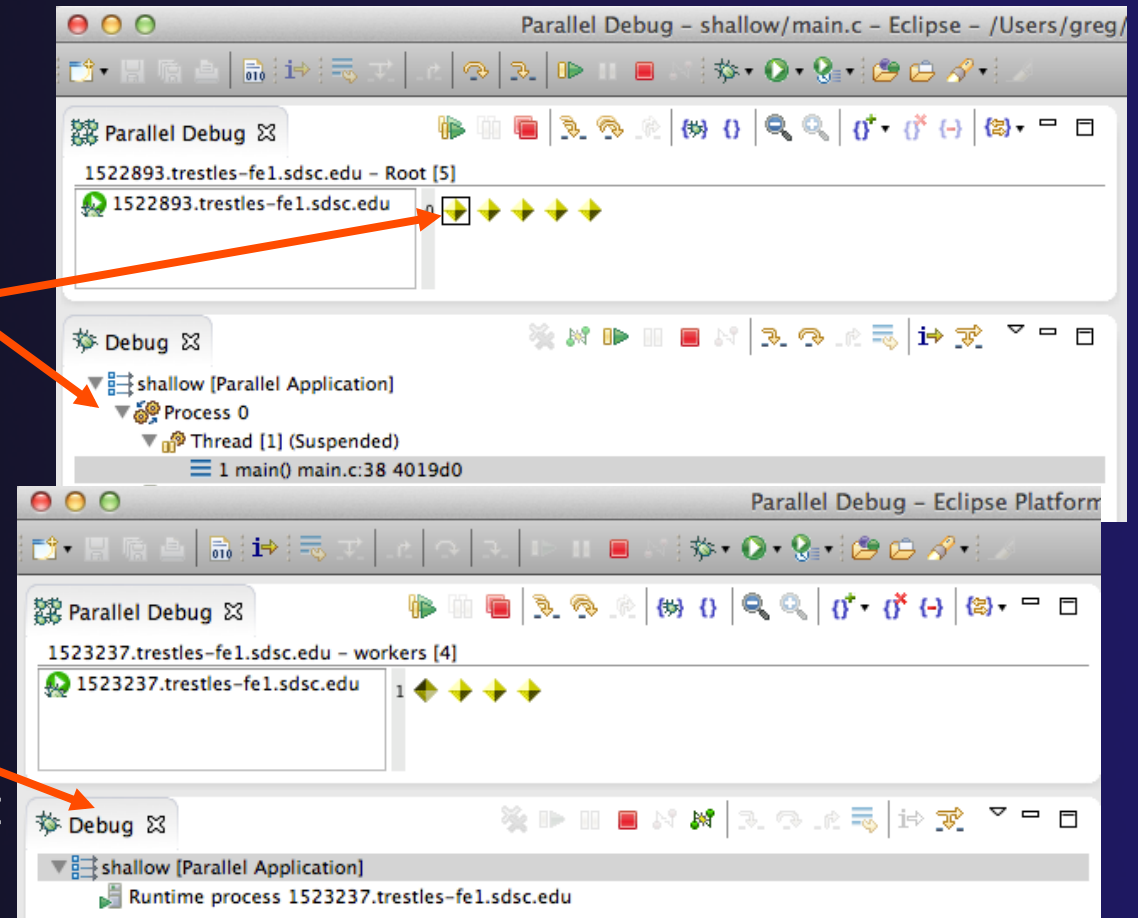 Parallel Debug – shallow/main.c – Eclipse – /Users/greg/
010
Parallel Debug
1522893.trestles-fe1.sdsc.edu – Root [5]
1522893.trestles-fe1.sdsc.edu
0
Debug
shallow [Parallel Application]
Process 0
Thread [1] (Suspended)
1 main() main.c:38 4019d0
Parallel Debug – Eclipse Platform
010
Parallel Debug
1523237.trestles-fe1.sdsc.edu – workers [4]
1523237.trestles-fe1.sdsc.edu
1
Debug
shallow [Parallel Application]
Runtime process 1523237.trestles-fe1.sdsc.edu